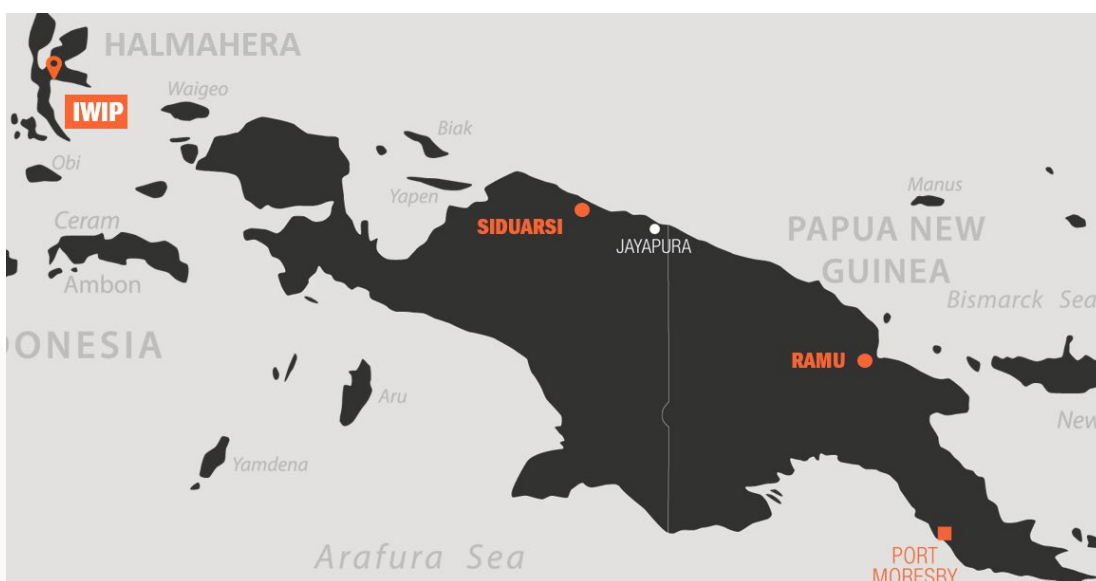 HALMAHERA
IWIP
Waigeo
Biak
Obi
Yapen
Manus
Ceram
SIDUARSI
JAYAPURA
PAPUA NEW
GUINEA
Ambon
Bismarck Sea
ONESIA
RAMU
Aru
New
Yamdena
Arafura Sea
PORT
MORESBY